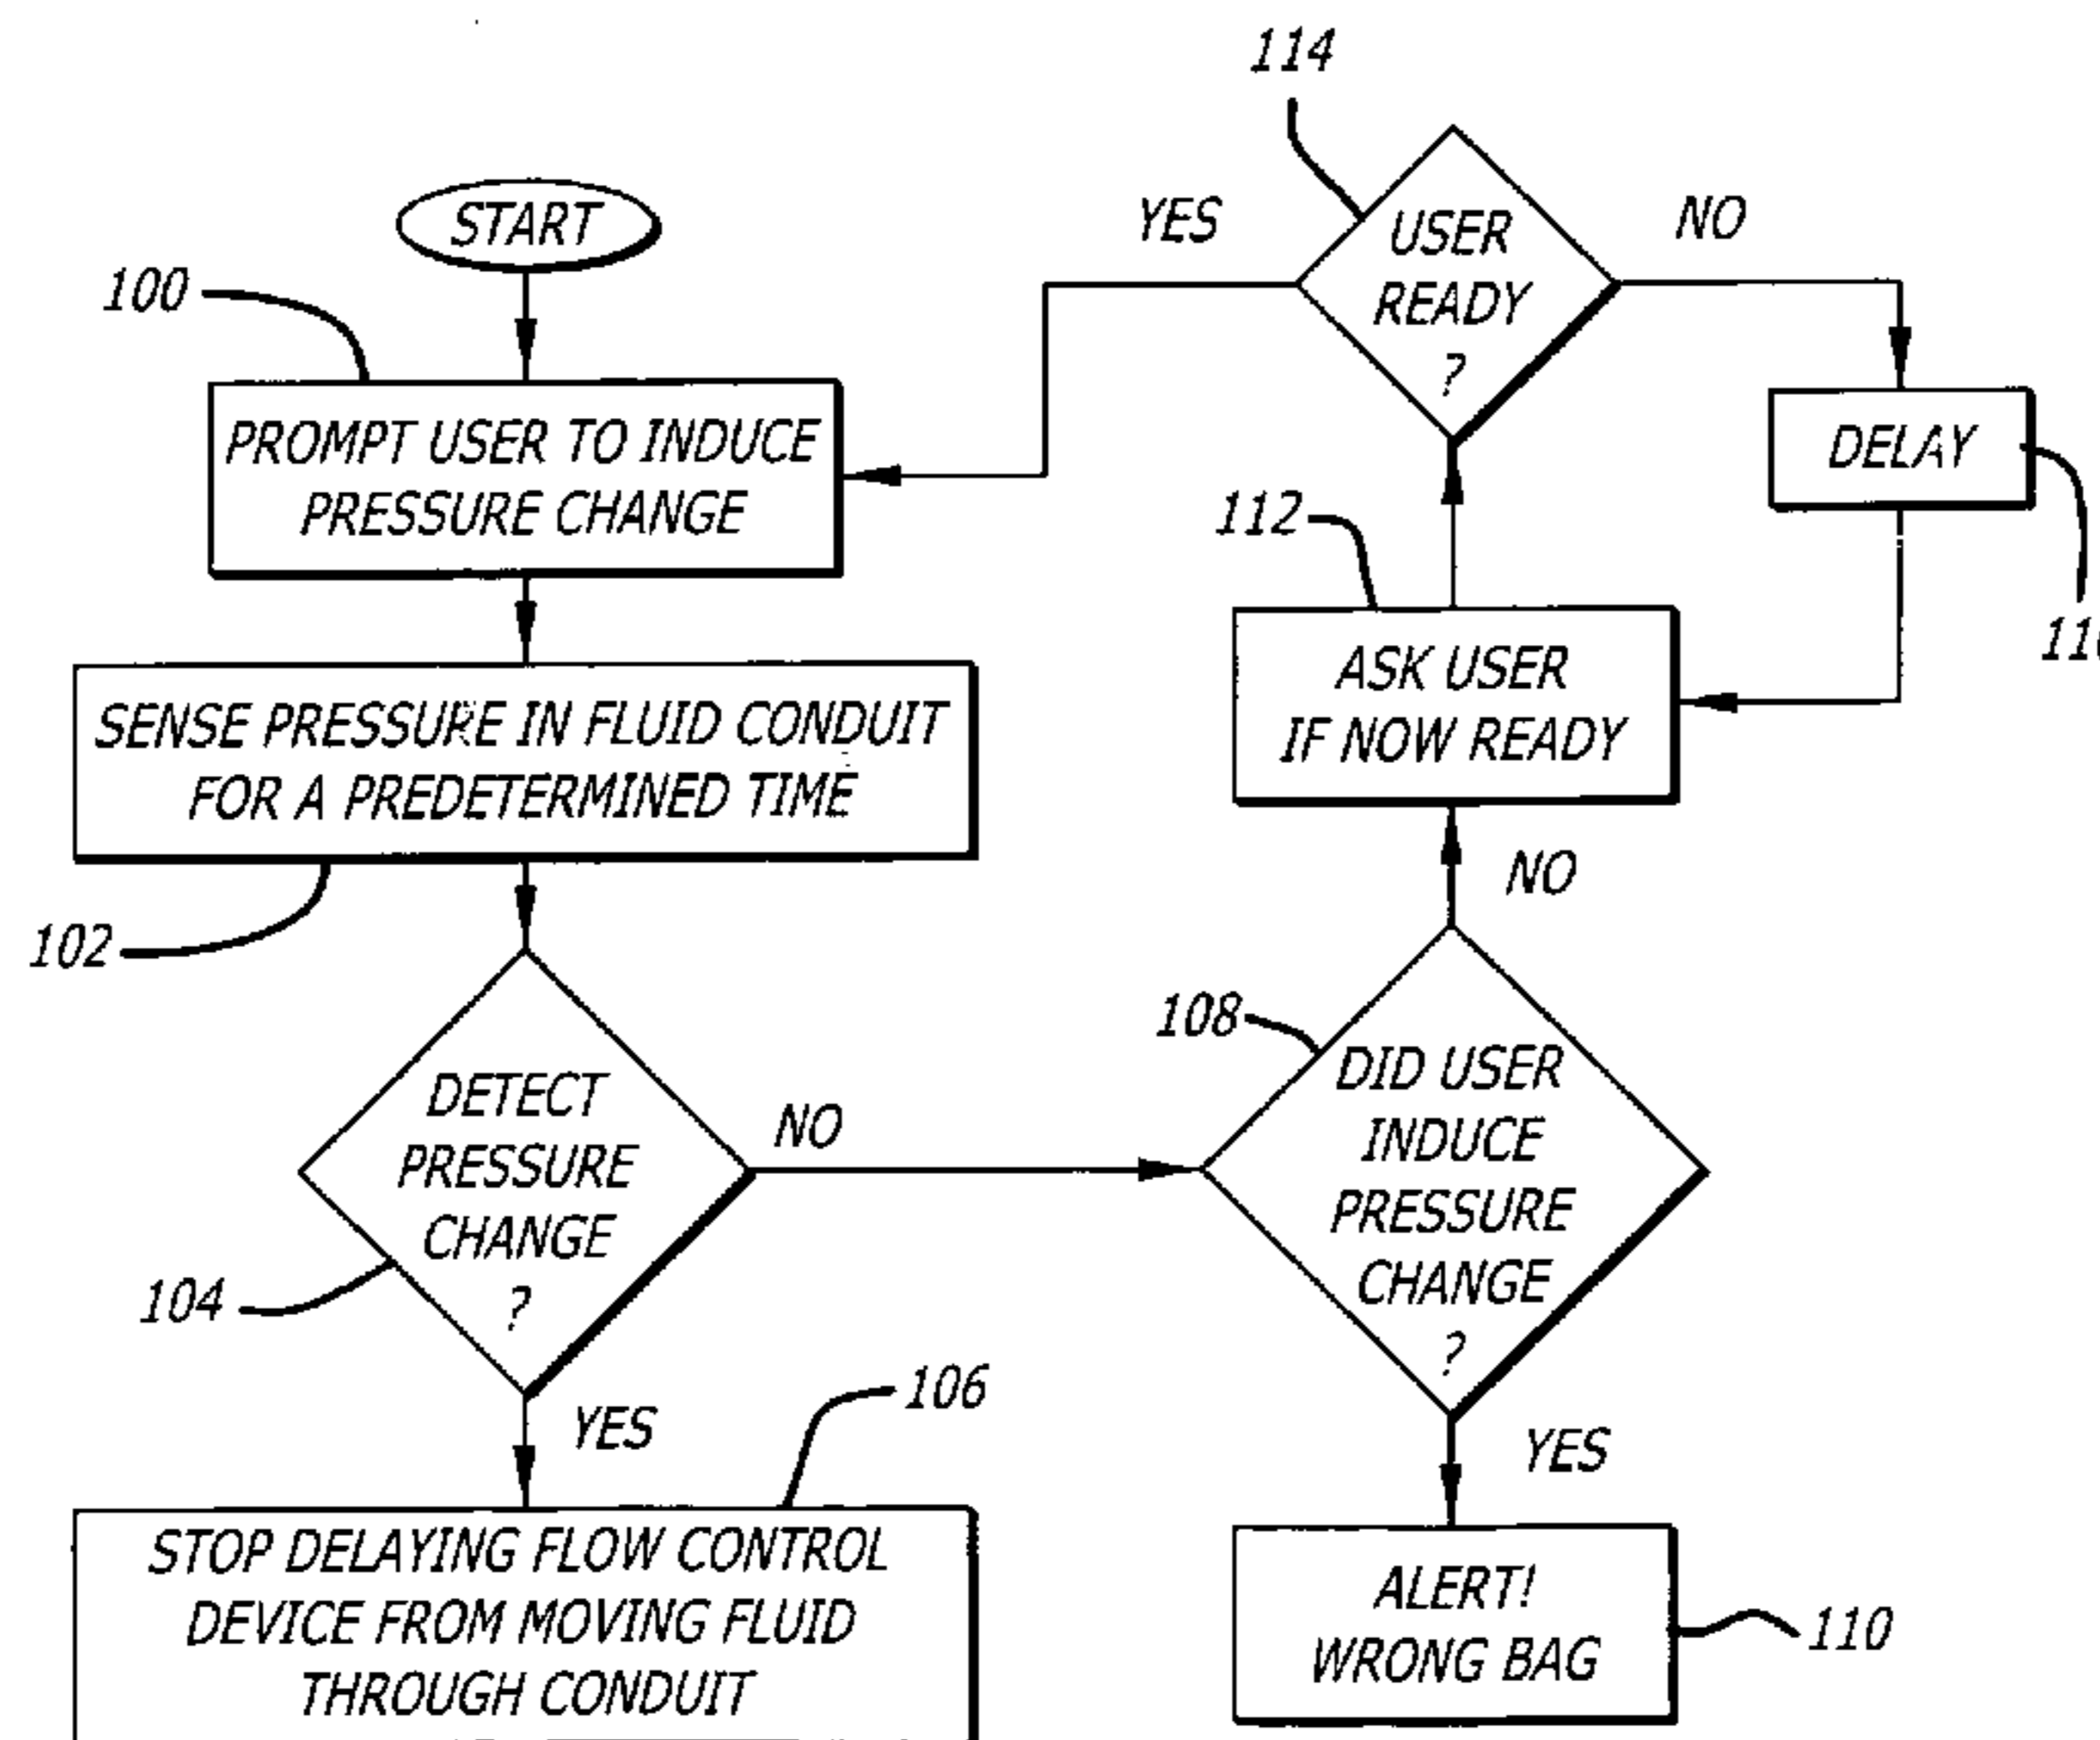 START
100
PROMPT USER TO INDUCE
PRESSURE CHANGE
SENSE PRESSURE IN FLUID CONDUIT
FOR A PREDETERMINED TIME
102
DETECT
PRESSURE
CHANGE
?
104
NO
YES
106
STOP DELAYING FLOW CONTROL
DEVICE FROM MOVING FLUID
THROUGH CONDUIT
114
USER
READY
?
YES
NO
DELAY
112
ASK USER
IF NOW READY
NO
108
DID USER
INDUCE
PRESSURE
CHANGE
?
YES
ALERT!
WRONG BAG
110